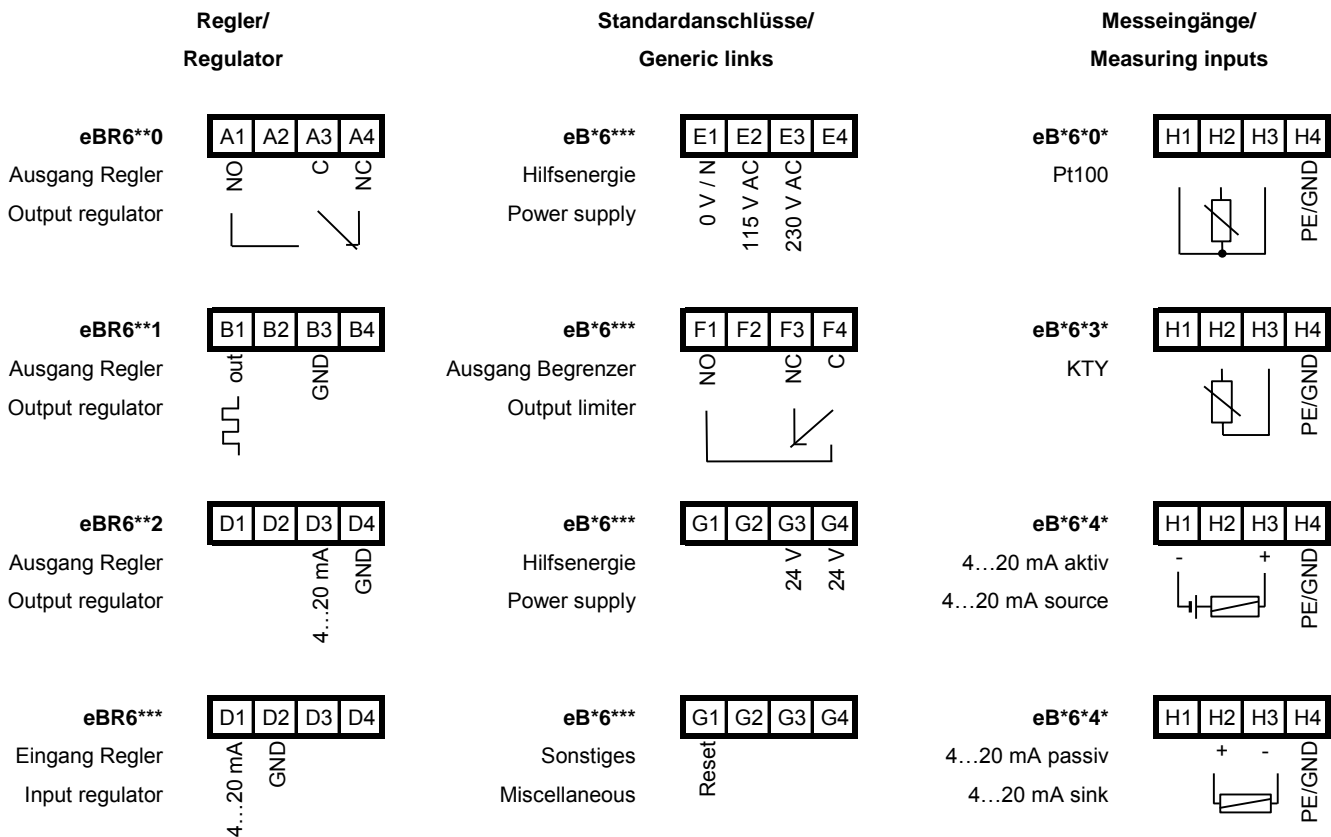 Regler/
Regulator
eBR6**0
A1 A2 A3 A4
Ausgang Regler
Output regulator
NO C NC
eBR6**1
B1 B2 B3 B4
Ausgang Regler
Output regulator
out GND
eBR6**2
D1 D2 D3 D4
Ausgang Regler
Output regulator
4…20 mA GND
eBR6***
D1 D2 D3 D4
Eingang Regler
Input regulator
4…20 mA GND
Standardanschlüsse/
Generic links
eB*6***
E1 E2 E3 E4
Hilfsenergie
Power supply
0 V / N 115 V AC 230 V AC
eB*6***
F1 F2 F3 F4
Ausgang Begrenzer
Output limiter
NO NC C
eB*6***
G1 G2 G3 G4
Hilfsenergie
Power supply
24 V 24 V
eB*6***
G1 G2 G3 G4
Sonstiges
Miscellaneous
Reset
Messeingänge/
Measuring inputs
eB*6*0*
H1 H2 H3 H4
Pt100
PE/GND
eB*6*3*
H1 H2 H3 H4
KTY
PE/GND
eB*6*4*
H1 H2 H3 H4
4…20 mA aktiv
4…20 mA source
- +
PE/GND
eB*6*4*
H1 H2 H3 H4
4…20 mA passiv
4…20 mA sink
+ -
PE/GND